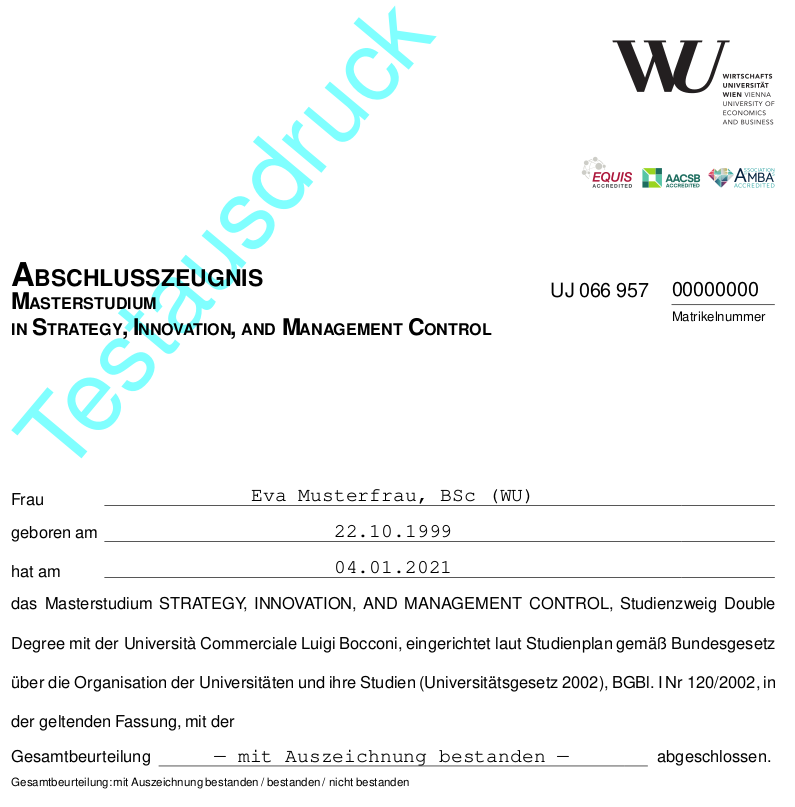 WU
WIRTSCHAFTS
UNIVERSITÄT
WIEN VIENNA
UNIVERSITY OF
ECONOMICS
AND BUSINESS
EQUIS
ACCREDITED
AACSB
ACCREDITED
ASSOCIATION
AMBA
ACCREDITED
Testausdruck
ABSCHLUSSZEUGNIS
MASTERSTUDIUM
IN STRATEGY, INNOVATION, AND MANAGEMENT CONTROL
UJ 066 957 00000000
Matrikelnummer
Frau Eva Musterfrau, BSc (WU)
geboren am 22.10.1999
hat am 04.01.2021
das Masterstudium STRATEGY, INNOVATION, AND MANAGEMENT CONTROL, Studienzweig Double
Degree mit der Università Commerciale Luigi Bocconi, eingerichtet laut Studienplan gemäß Bundesgesetz
über die Organisation der Universitäten und ihre Studien (Universitätsgesetz 2002), BGBl. I Nr 120/2002, in
der geltenden Fassung, mit der
Gesamtbeurteilung – mit Auszeichnung bestanden – abgeschlossen.
Gesamtbeurteilung: mit Auszeichnung bestanden / bestanden / nicht bestanden